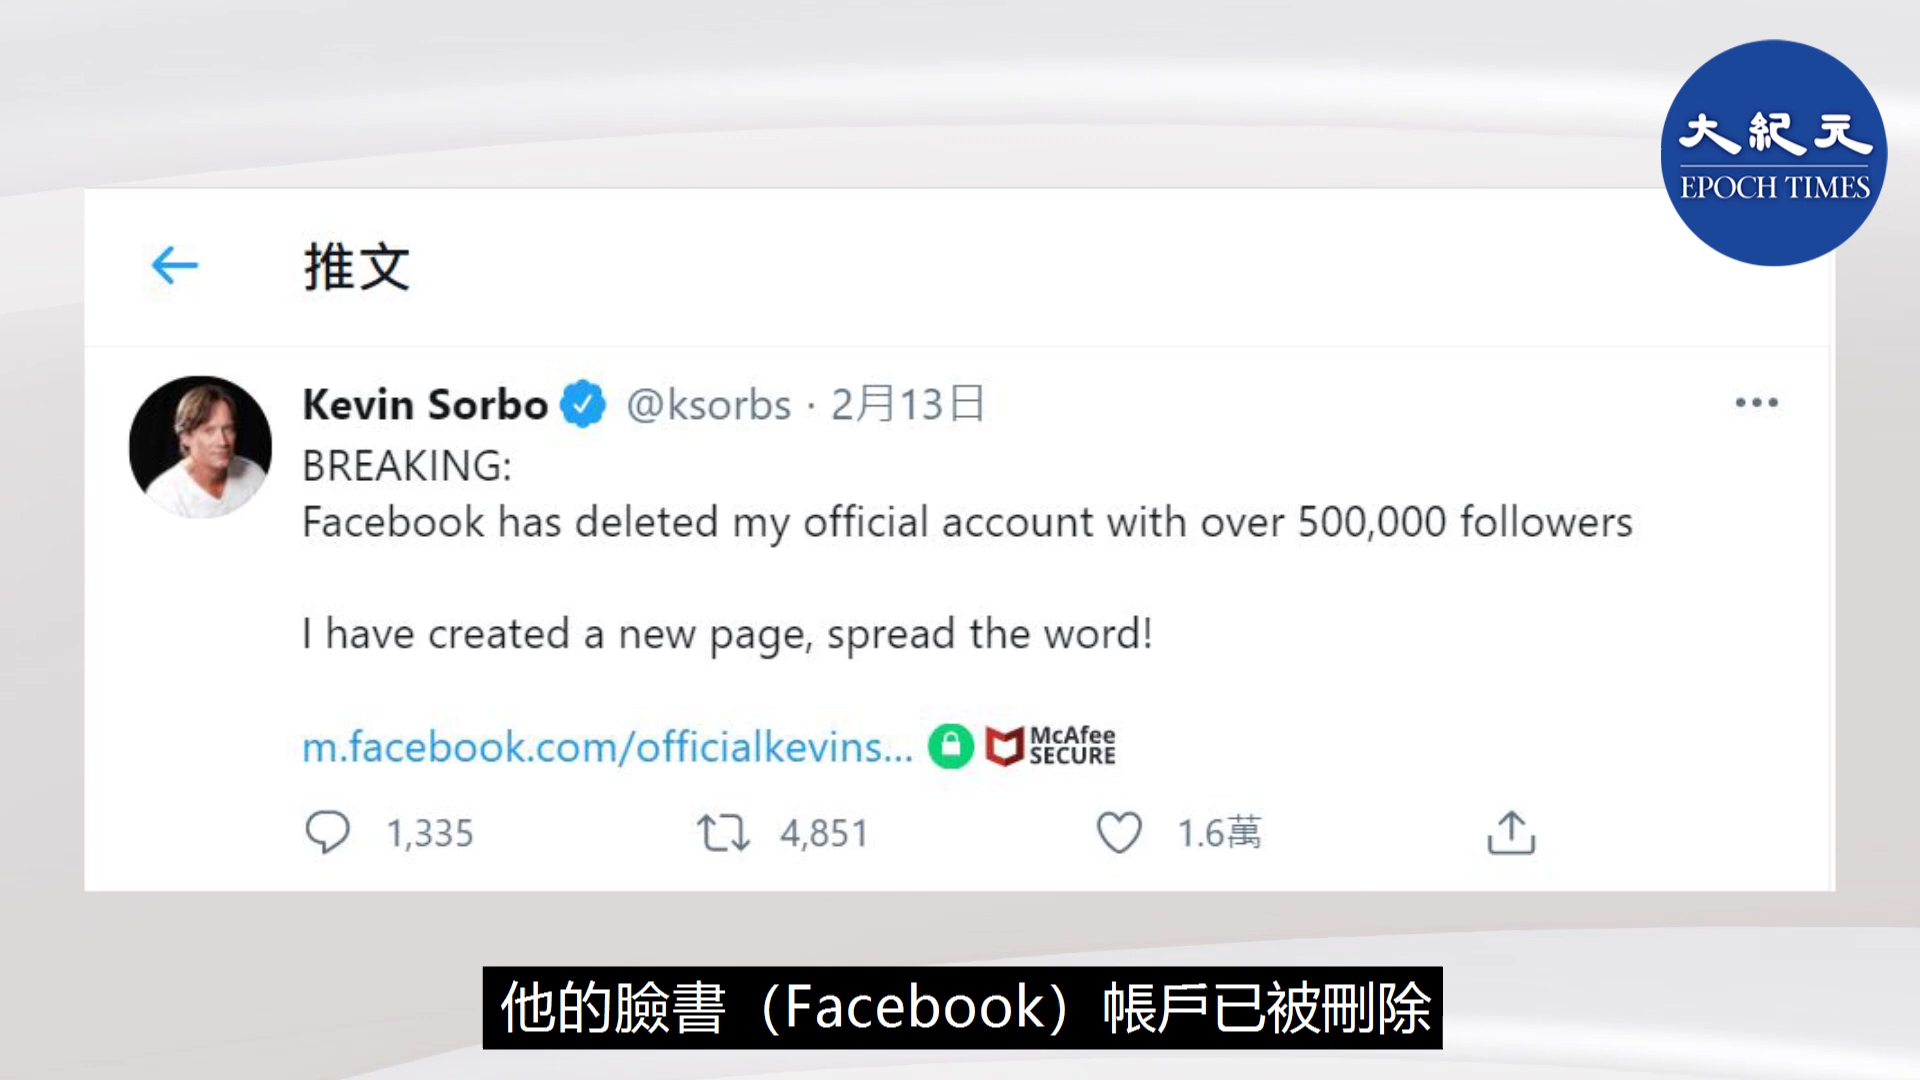 大紀元
EPOCH TIMES
推文
Kevin Sorbo @ksorbs · 2月13日
BREAKING:
Facebook has deleted my official account with over 500,000 followers
I have created a new page, spread the word!
m.facebook.com/officialkevins... McAfee SECURE
1,335 4,851 1.6萬
他的臉書（Facebook）帳戶已被刪除